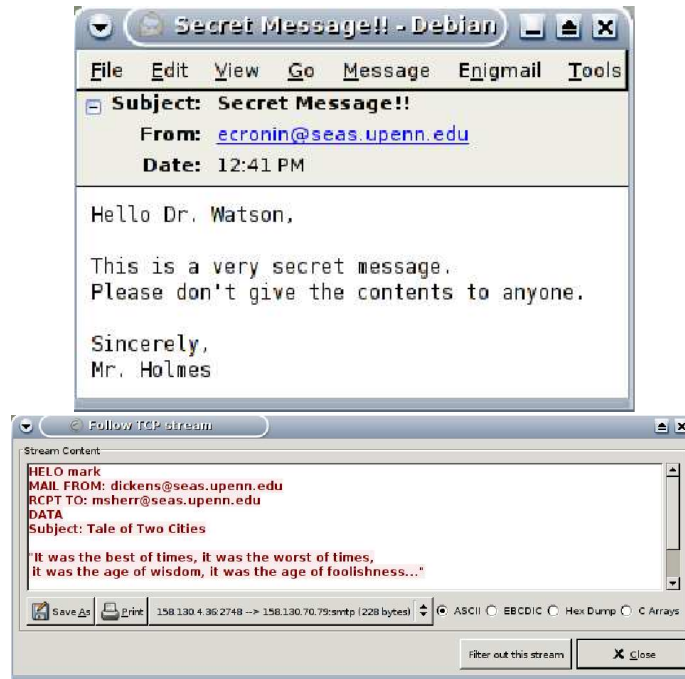 Secret Message!! - Debian
File Edit View Go Message Enigmail Tools
Subject: Secret Message!!
From: ecronin@seas.upenn.edu
Date: 12:41 PM
Hello Dr. Watson,
This is a very secret message.
Please don't give the contents to anyone.
Sincerely,
Mr. Holmes
Follow TCP stream
Stream Content
HELO mark
MAIL FROM: dickens@seas.upenn.edu
RCPT TO: msherr@seas.upenn.edu
DATA
Subject: Tale of Two Cities
"It was the best of times, it was the worst of times,
it was the age of wisdom, it was the age of foolishness..."
Save As Print 158.130.4.36:2748 --> 158.130.70.79:smtp (228 bytes) ASCII EBCDIC Hex Dump C Arrays
Filter out this stream Close